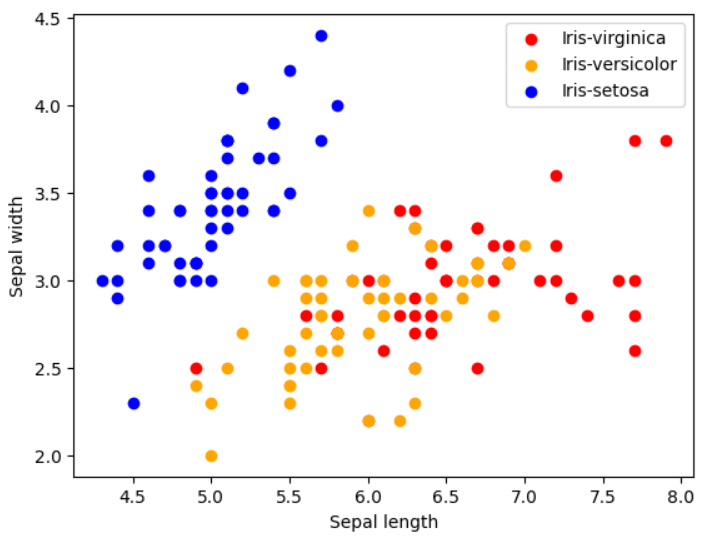 4.5
4.0
3.5
3.0
2.5
2.0
Sepal width
Iris-virginica
Iris-versicolor
Iris-setosa
4.5 5.0 5.5 6.0 6.5 7.0 7.5 8.0
Sepal length